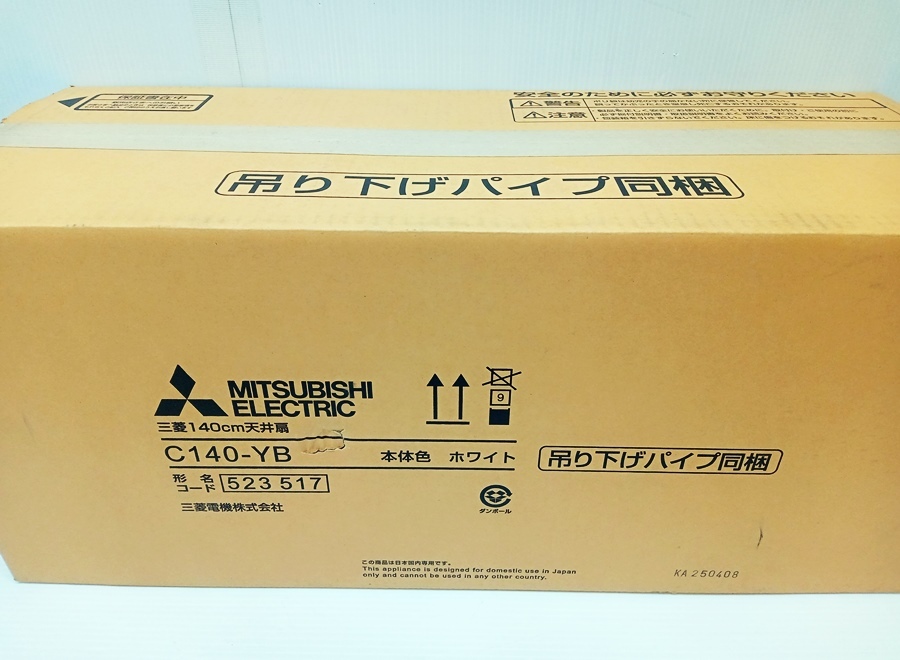 保証書在中
安全のために必ずお守りください
警告
注意
吊り下げパイプ同梱
MITSUBISHI
ELECTRIC
9
三菱140cm天井扇
C140-YB 本体色 ホワイト
吊り下げパイプ同梱
形名
コード 523 517
ダンボール
三菱電機株式会社
この商品は日本国内専用です。
This appliance is designed for domestic use in Japan
only and cannot be used in any other country.
KA 250408